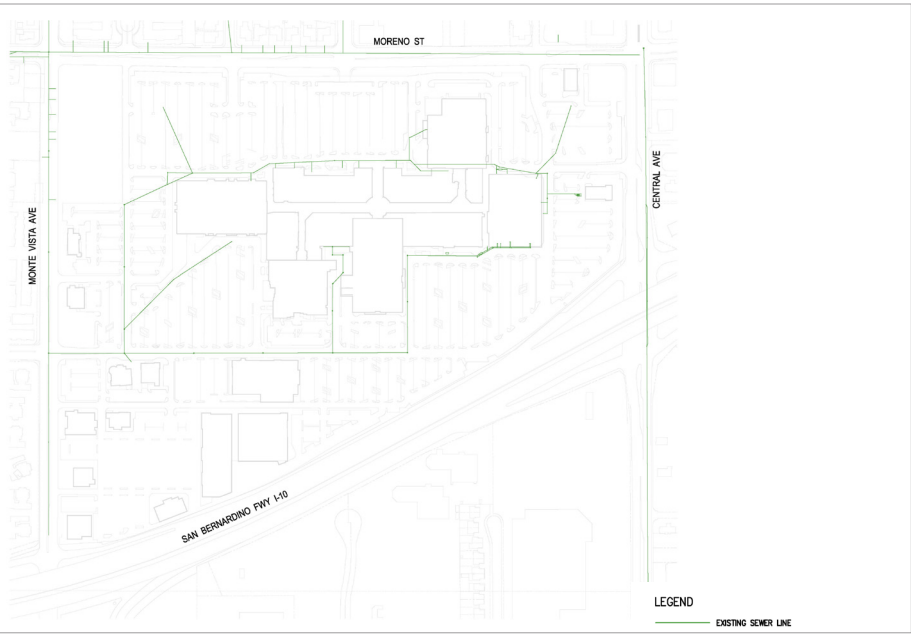 MORENO ST
MONTE VISTA AVE
CENTRAL AVE
SAN BERNARDINO FWY I-10
LEGEND
EXISTING SEWER LINE